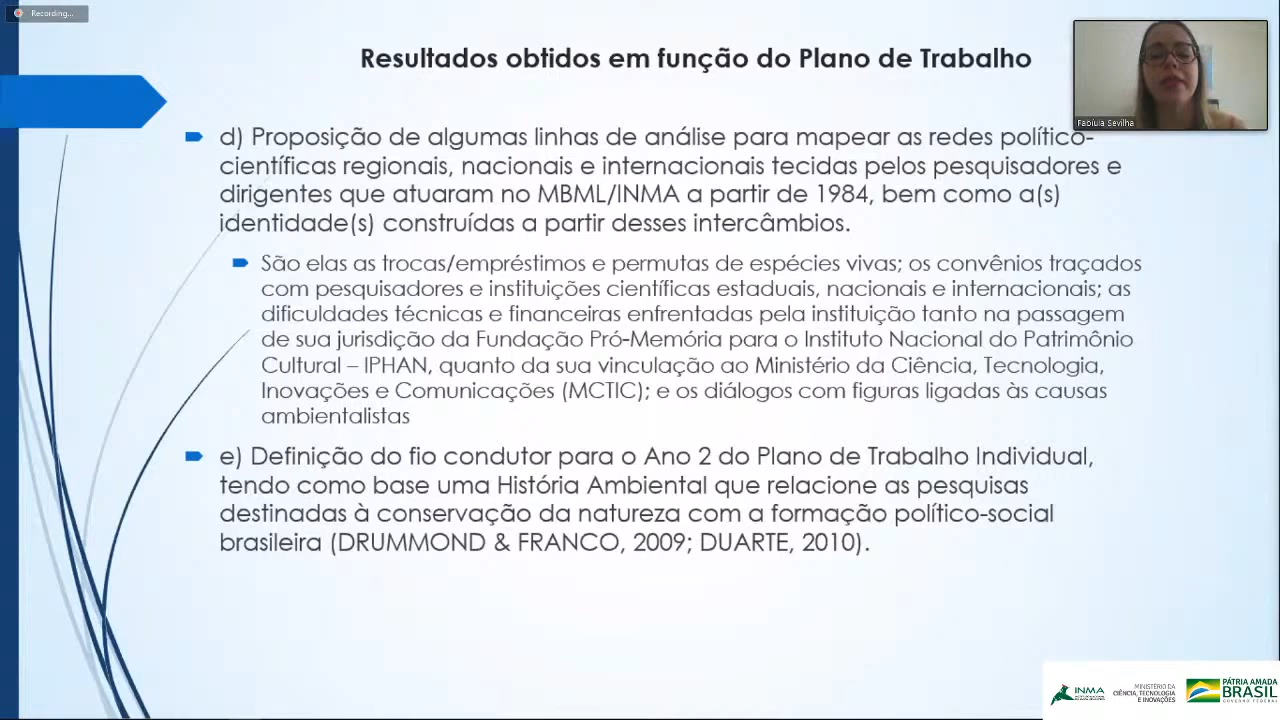 Recording...
Resultados obtidos em função do Plano de Trabalho
Fabíula Sevilha
d) Proposição de algumas linhas de análise para mapear as redes político-
científicas regionais, nacionais e internacionais tecidas pelos pesquisadores e
dirigentes que atuaram no MBML/INMA a partir de 1984, bem como a(s)
identidade(s) construídas a partir desses intercâmbios.
São elas as trocas/empréstimos e permutas de espécies vivas; os convênios traçados
com pesquisadores e instituições científicas estaduais, nacionais e internacionais; as
dificuldades técnicas e financeiras enfrentadas pela instituição tanto na passagem
de sua jurisdição da Fundação Pró-Memória para o Instituto Nacional do Patrimônio
Cultural – IPHAN, quanto da sua vinculação ao Ministério da Ciência, Tecnologia,
Inovações e Comunicações (MCTIC); e os diálogos com figuras ligadas às causas
ambientalistas
e) Definição do fio condutor para o Ano 2 do Plano de Trabalho Individual,
tendo como base uma História Ambiental que relacione as pesquisas
destinadas à conservação da natureza com a formação político-social
brasileira (DRUMMOND & FRANCO, 2009; DUARTE, 2010).
INMA
MINISTÉRIO DA
CIÊNCIA, TECNOLOGIA
E INOVAÇÕES
PÁTRIA AMADA
BRASIL
GOVERNO FEDERAL